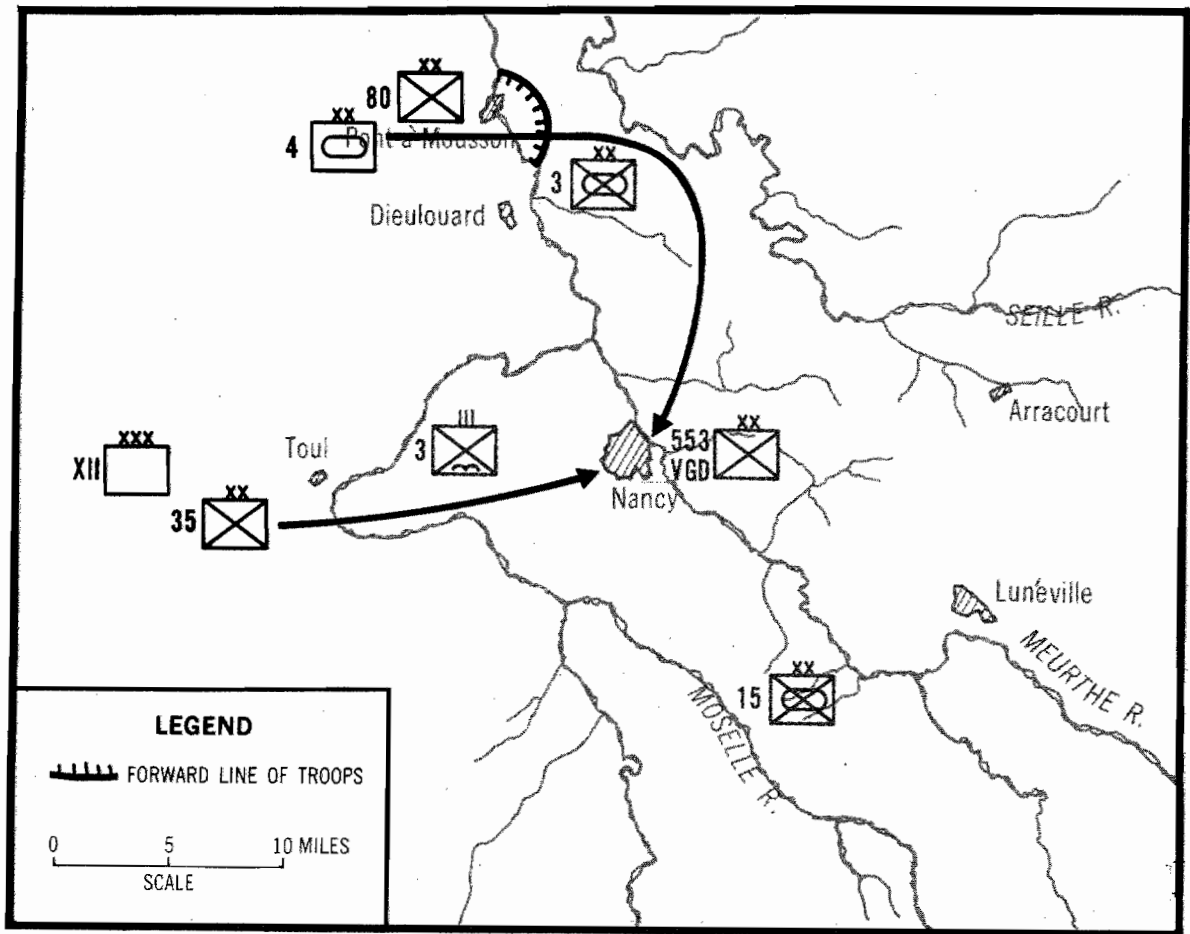 XX
80
XX
4
Pont à Mousson
XX
3
Dieulouard
SEILLE R.
Arracourt
III
3
XX
553
VGD
Nancy
XXX
XII
Toul
XX
35
Lunéville
MEURTHE R.
XX
15
MOSELLE R.
LEGEND
FORWARD LINE OF TROOPS
0 5 10 MILES
SCALE